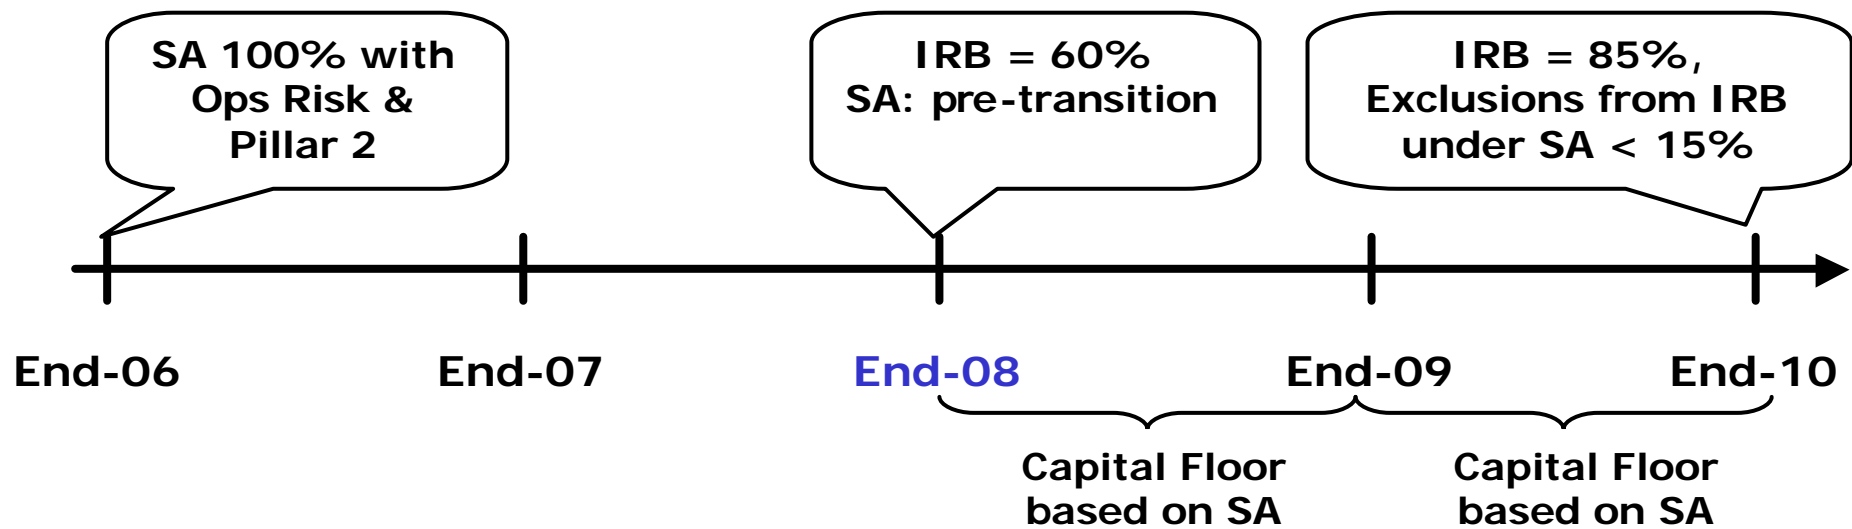 SA 100% with
Ops Risk &
Pillar 2
IRB = 60%
SA: pre-transition
IRB = 85%,
Exclusions from IRB
under SA < 15%
End-06
End-07
End-08
End-09
End-10
Capital Floor
based on SA
Capital Floor
based on SA